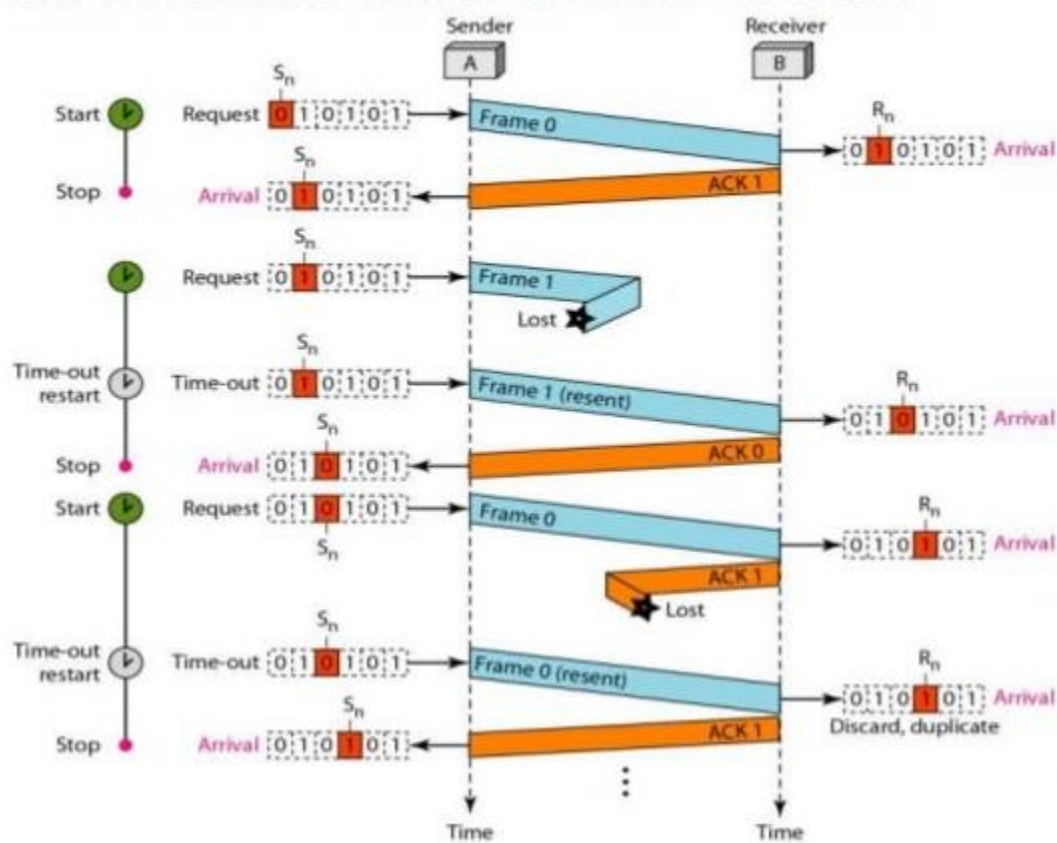 Sender Receiver
A B
Sn
Start Request 0 1 0 1 0 1 Frame 0
Rn
0 1 0 1 0 1 Arrival
Sn
Stop Arrival 0 1 0 1 0 1 ACK 1
Sn
Request 0 1 0 1 0 1 Frame 1
Lost
Sn
Time-out
restart
Time-out 0 1 0 1 0 1 Frame 1 (resent)
Rn
0 1 0 1 0 1 Arrival
Sn
Stop Arrival 0 1 0 1 0 1 ACK 0
Start Request 0 1 0 1 0 1 Frame 0
Sn
Rn
0 1 0 1 0 1 Arrival
ACK 1
Lost
Sn
Time-out
restart
Time-out 0 1 0 1 0 1 Frame 0 (resent)
Rn
0 1 0 1 0 1 Arrival
Discard, duplicate
Sn
Stop Arrival 0 1 0 1 0 1 ACK 1
Time Time